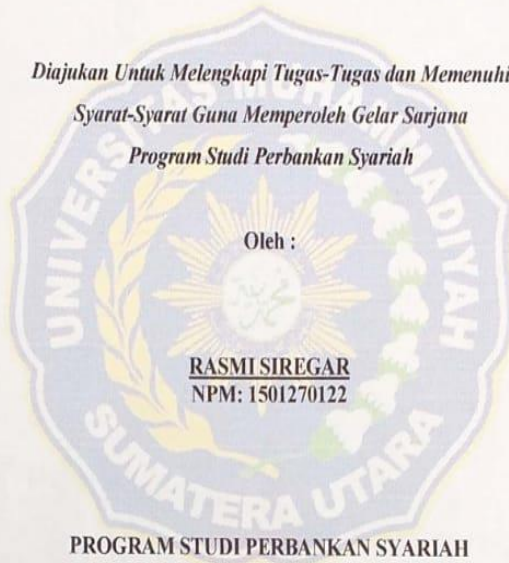 Diajukan Untuk Melengkapi Tugas-Tugas dan Memenuhi
Syarat-Syarat Guna Memperoleh Gelar Sarjana
Program Studi Perbankan Syariah
Oleh :
RASMI SIREGAR
NPM: 1501270122
UNIVERSITAS MUHAMMADIYAH
SUMATERA UTARA
PROGRAM STUDI PERBANKAN SYARIAH